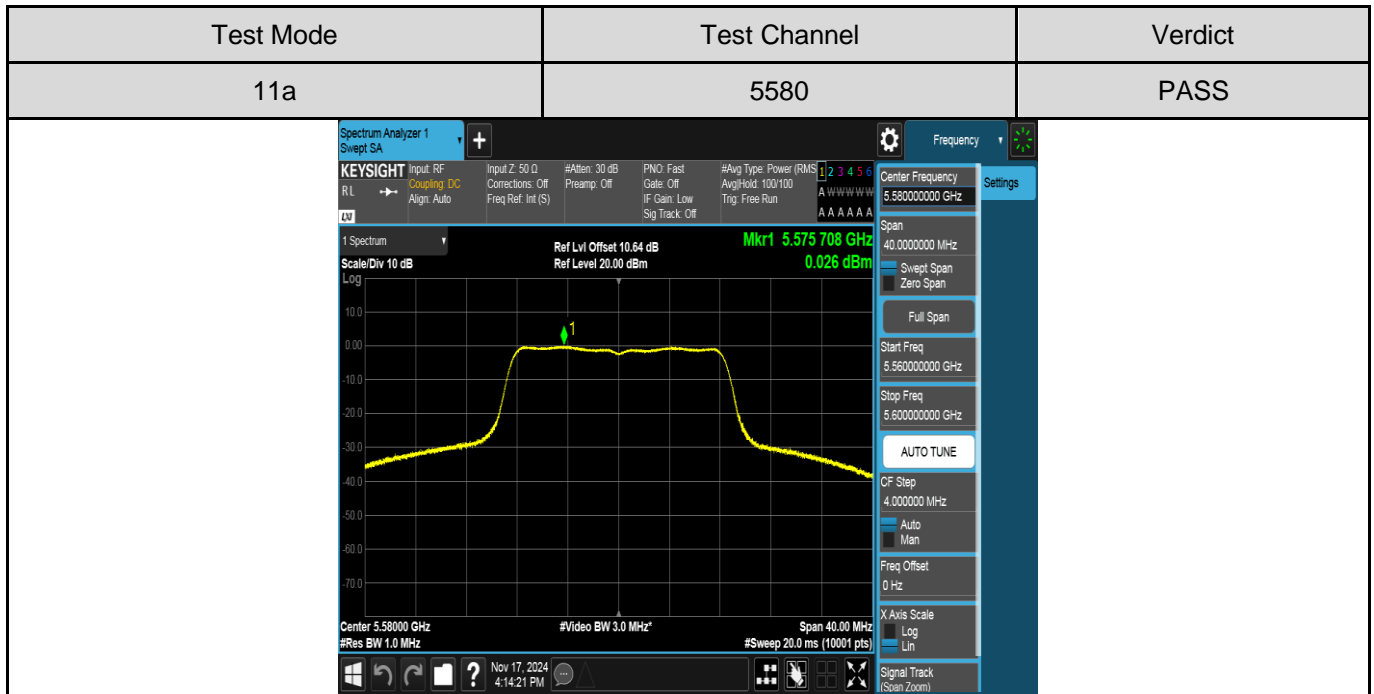 Test Mode Test Channel Verdict
11a 5580 PASS
Spectrum Analyzer 1
Swept SA
+
Frequency
KEYSIGHT
RL
LXI
Input: RF
Coupling: DC
Align: Auto
Input Z: 50 Ω
Corrections: Off
Freq Ref: Int (S)
#Atten: 30 dB
Preamp: Off
PNO: Fast
Gate: Off
IF Gain: Low
Sig Track: Off
#Avg Type: Power (RMS
Avg|Hold: 100/100
Trig: Free Run
1 2 3 4 5 6
A W W W W W
A A A A A A
1 Spectrum
Scale/Div 10 dB
Ref Lvl Offset 10.64 dB
Ref Level 20.00 dBm
Mkr1 5.575 708 GHz
0.026 dBm
Log
10.0
0.00
-10.0
-20.0
-30.0
-40.0
-50.0
-60.0
-70.0
1
Center 5.58000 GHz
#Res BW 1.0 MHz
#Video BW 3.0 MHz*
Span 40.00 MHz
#Sweep 20.0 ms (10001 pts)
?
Nov 17, 2024
4:14:21 PM
Center Frequency
5.580000000 GHz
Settings
Span
40.0000000 MHz
Swept Span
Zero Span
Full Span
Start Freq
5.560000000 GHz
Stop Freq
5.600000000 GHz
AUTO TUNE
CF Step
4.000000 MHz
Auto
Man
Freq Offset
0 Hz
X Axis Scale
Log
Lin
Signal Track
(Span Zoom)